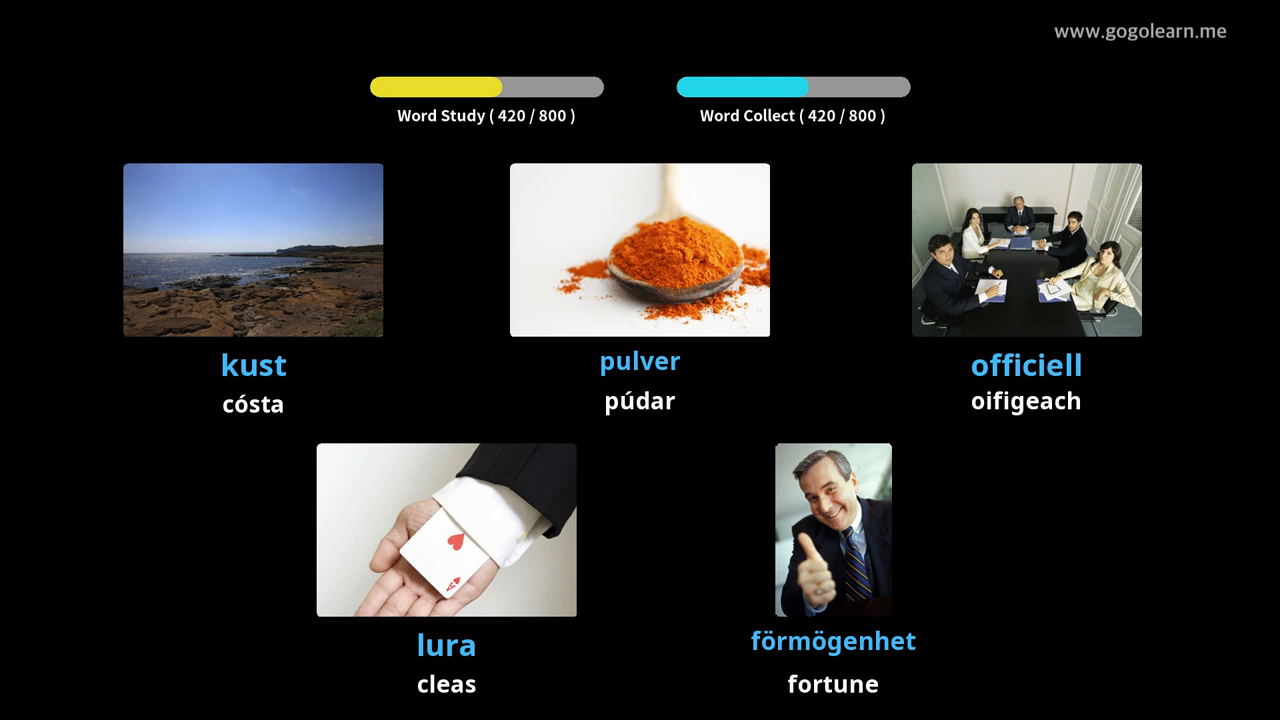 www.gogolearn.me
Word Study ( 420 / 800 )
Word Collect ( 420 / 800 )
kust
cósta
pulver
púdar
officiell
oifigeach
lura
cleas
förmögenhet
fortune